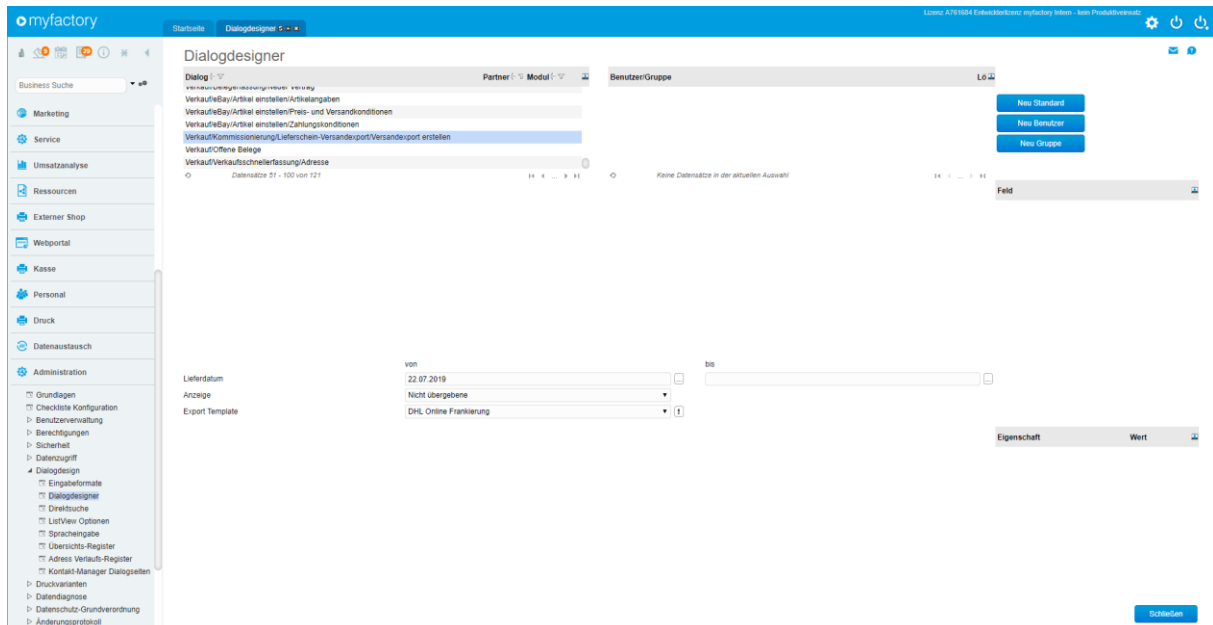 myfactory
Startseite
Dialogdesigner
Lizenz A761684 Entwicklerlizenz myfactory Intern - kein Produktiveinsatz
Business Suche
Marketing
Service
Umsatzanalyse
Ressourcen
Externer Shop
Webportal
Kasse
Personal
Druck
Datenaustausch
Administration
Grundlagen
Checkliste Konfiguration
Benutzerverwaltung
Berechtigungen
Sicherheit
Datenzugriff
Dialogdesign
Eingabeformate
Dialogdesigner
Direktsuche
ListView Optionen
Spracheingabe
Übersichts-Register
Adress Verlaufs-Register
Kontakt-Manager Dialogseiten
Druckvarianten
Datendiagnose
Datenschutz-Grundverordnung
Änderungsprotokoll
Dialogdesigner
Dialog Partner Modul
Verkauf/Belegerfassung/Neuer Vertrag
Verkauf/eBay/Artikel einstellen/Artikelangaben
Verkauf/eBay/Artikel einstellen/Preis- und Versandkonditionen
Verkauf/eBay/Artikel einstellen/Zahlungskonditionen
Verkauf/Kommissionierung/Lieferschein-Versandexport/Versandexport erstellen
Verkauf/Offene Belege
Verkauf/Verkaufsschnellerfassung/Adresse
Datensätze 51 - 100 von 121
Benutzer/Gruppe Lö
Keine Datensätze in der aktuellen Auswahl
Neu Standard
Neu Benutzer
Neu Gruppe
Feld
von bis
Lieferdatum 22.07.2019
Anzeige Nicht übergebene
Export Template DHL Online Frankierung
Eigenschaft Wert
Schließen